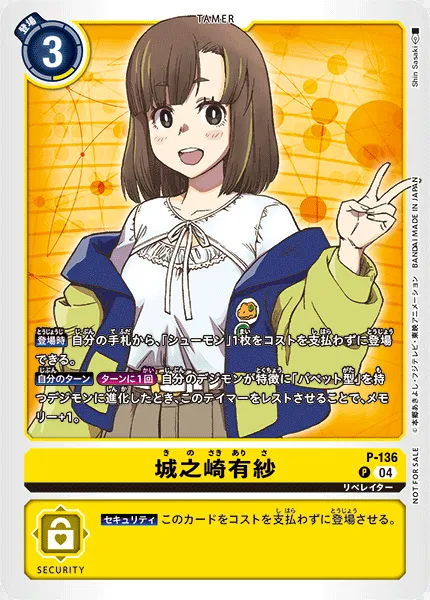 TAMER
登場
3
Shin Sasaki
登場時 自分の手札から、「シューモン」1枚をコストを支払わずに登場
できる。
自分のターン ターンに1回 自分のデジモンが特徴に「パペット型」を持
つデジモンに進化したとき、このテイマーをレストさせることで、メモ
リー+1。
©本郷あきよし・フジテレビ・東映アニメーション BANDAI MADE IN JAPAN
NOT FOR SALE
城之崎有紗
きのさきありさ
P-136
P 04
リベレイター
セキュリティ このカードをコストを支払わずに登場させる。
SECURITY